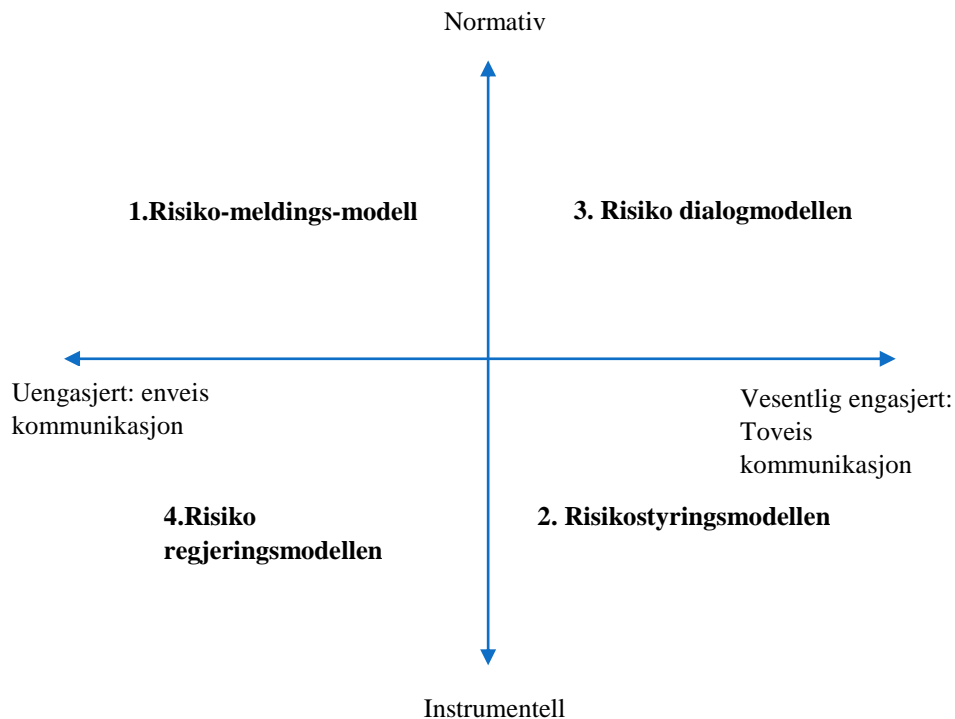 Normativ
1.Risiko-meldings-modell
3. Risiko dialogmodellen
Uengasjert: enveis
kommunikasjon
Vesentlig engasjert:
Toveis
kommunikasjon
4.Risiko
regjeringsmodellen
2. Risikostyringsmodellen
Instrumentell